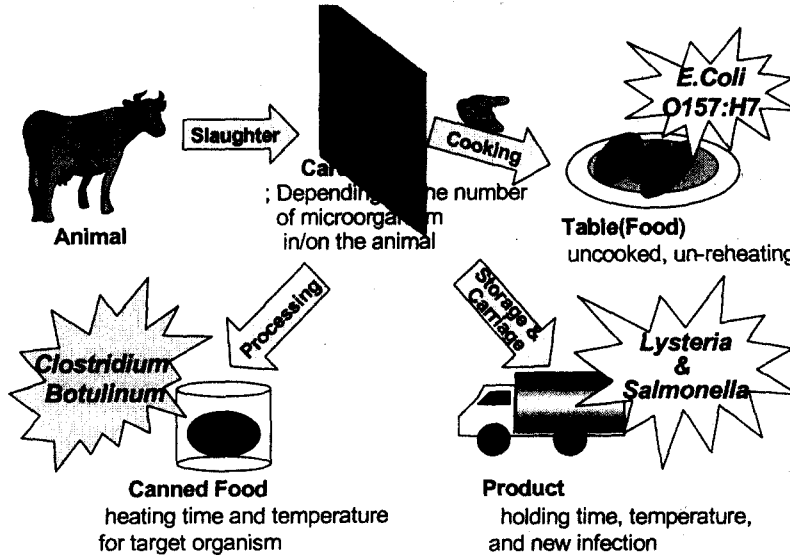 Slaughter
Cooking
E.Coli
O157:H7
; Depending the number
of microorganism
in/on the animal
Animal
Table(Food)
uncooked, un-reheating
Processing
Storage &
Carriage
Clostridium
Botulinum
Lysteria
&
Salmonella
Canned Food
heating time and temperature
for target organism
Product
holding time, temperature,
and new infection